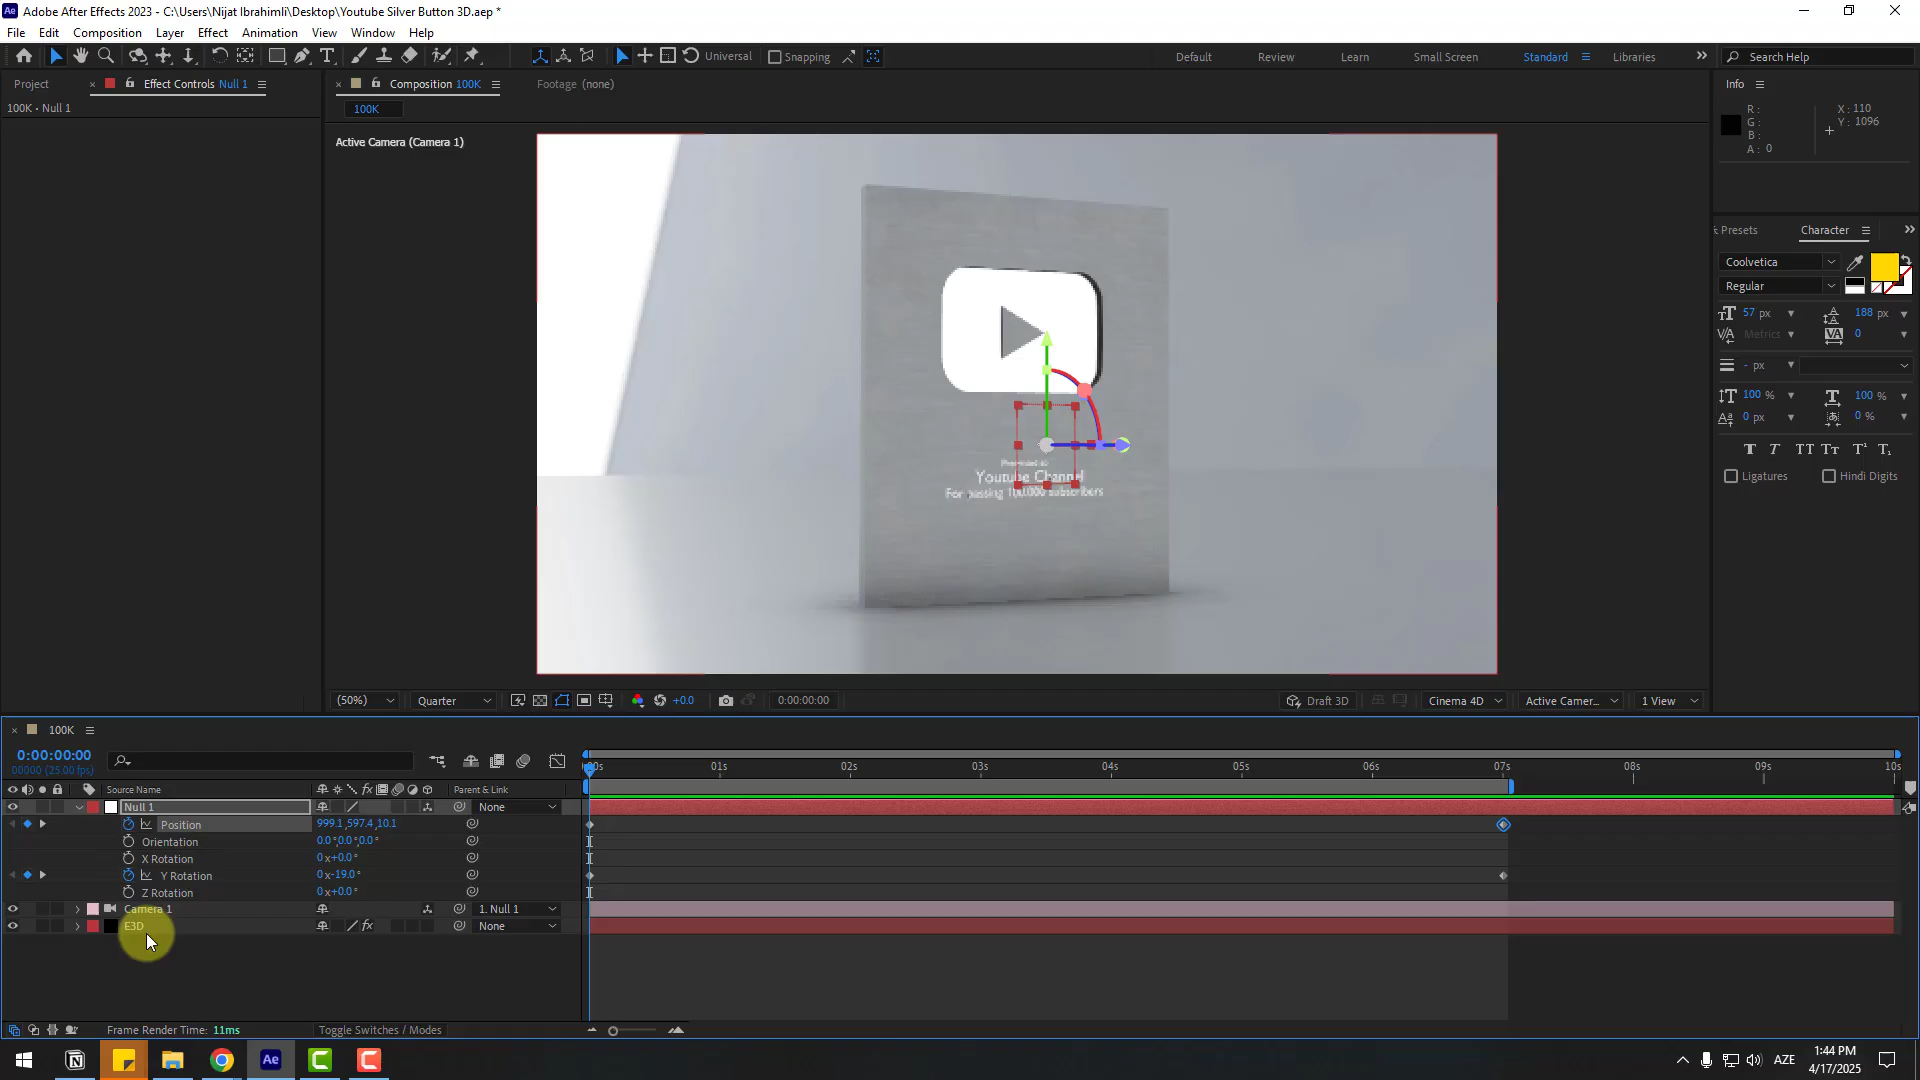 Adobe After Effects 2023 - C:\Users\Nijat Ibrahimli\Desktop\Youtube Silver Button 3D.aep *
File Edit Composition Layer Effect Animation View Window Help
Universal Snapping Default Review Learn Small Screen Standard Libraries Search Help
Project Effect Controls Null 1 Composition 100K Footage (none) Info
100K • Null 1
100K
Active Camera (Camera 1)
R: X: 110
G: Y: 1096
B:
A: 0
Presets Character
Coolvetica
Regular
57 px 188 px
Metrics 0
- px
100 % 100 %
0 px 0 %
Ligatures Hindi Digits
Presented to
Youtube Channel
For passing 100.000 subscribers
(50%) Quarter +0.0 0:00:00:00 Draft 3D Cinema 4D Active Camer... 1 View
100K
0:00:00:00
00000 (25.00 fps)
00s 01s 02s 03s 04s 05s 06s 07s 08s 09s 10s
Source Name Parent & Link
Null 1 None
Position 999.1,597.4,10.1
Orientation 0.0°,0.0°,0.0°
X Rotation 0x+0.0°
Y Rotation 0x-19.0°
Z Rotation 0x+0.0°
Camera 1 1. Null 1
E3D None
Frame Render Time: 11ms Toggle Switches / Modes
AZE 1:44 PM
4/17/2025